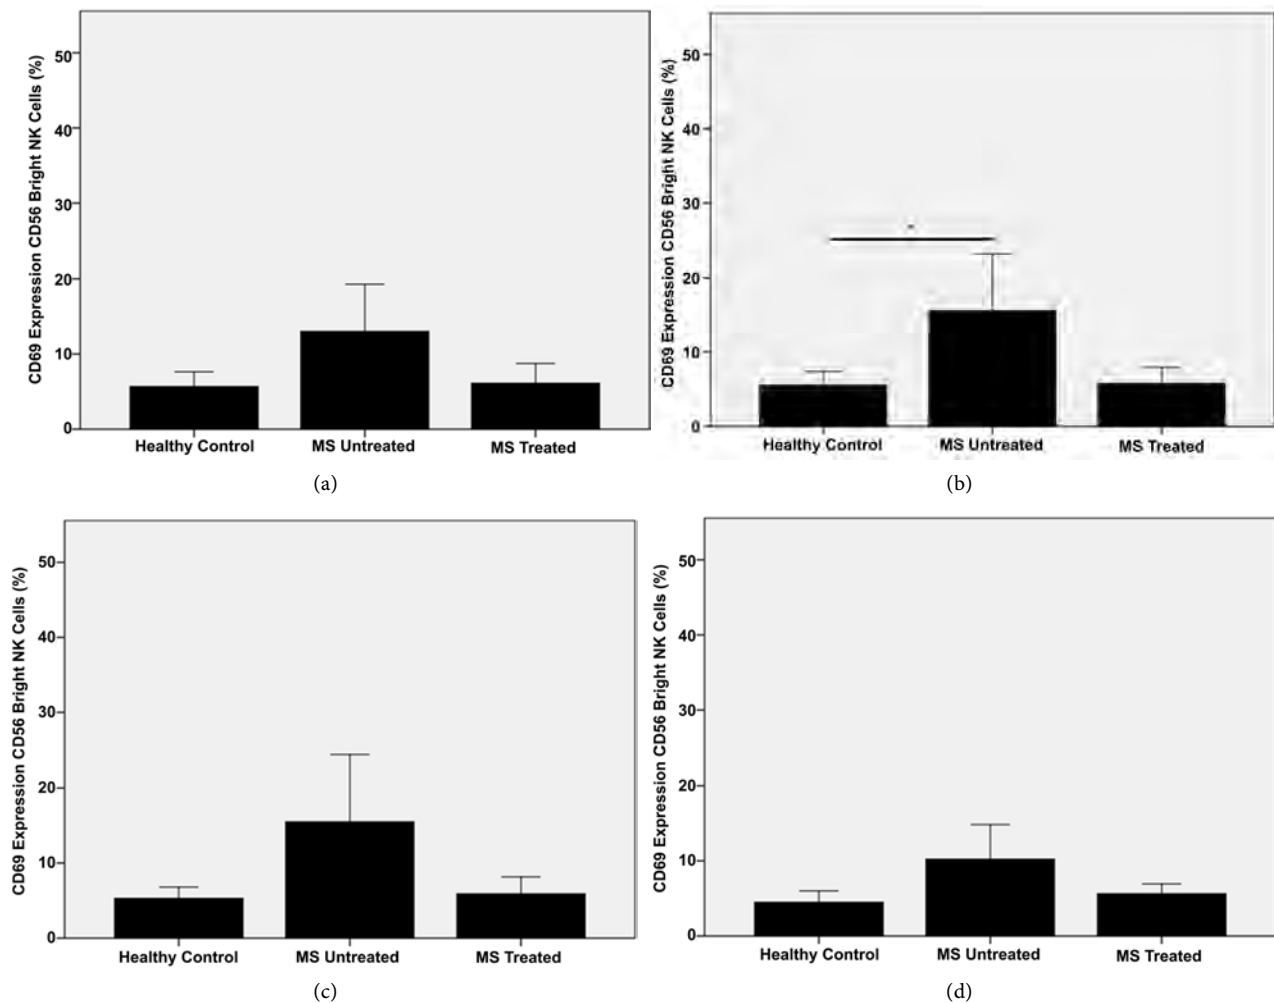 CD69 Expression CD56 Bright NK Cells (%)
50
40
30
20
10
0
Healthy Control MS Untreated MS Treated
(a)
CD69 Expression CD56 Bright NK Cells (%)
50
40
30
20
10
0
*
Healthy Control MS Untreated MS Treated
(b)
CD69 Expression CD56 Bright NK Cells (%)
50
40
30
20
10
0
Healthy Control MS Untreated MS Treated
(c)
CD69 Expression CD56 Bright NK Cells (%)
50
40
30
20
10
0
Healthy Control MS Untreated MS Treated
(d)